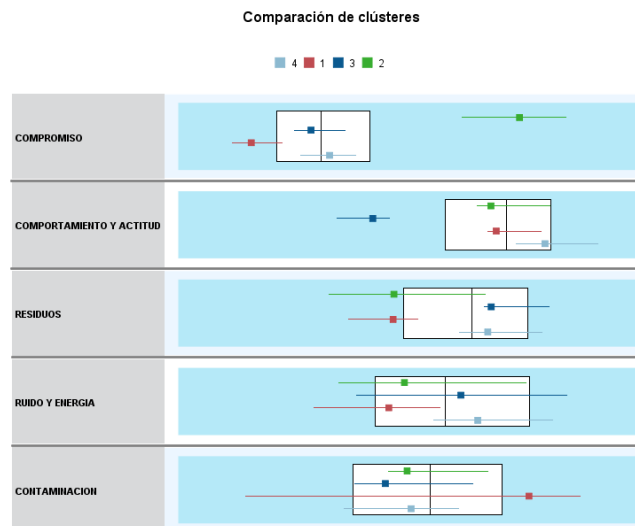 Comparación de clústeres
4 1 3 2
COMPROMISO
COMPORTAMIENTO Y ACTITUD
RESIDUOS
RUIDO Y ENERGIA
CONTAMINACION